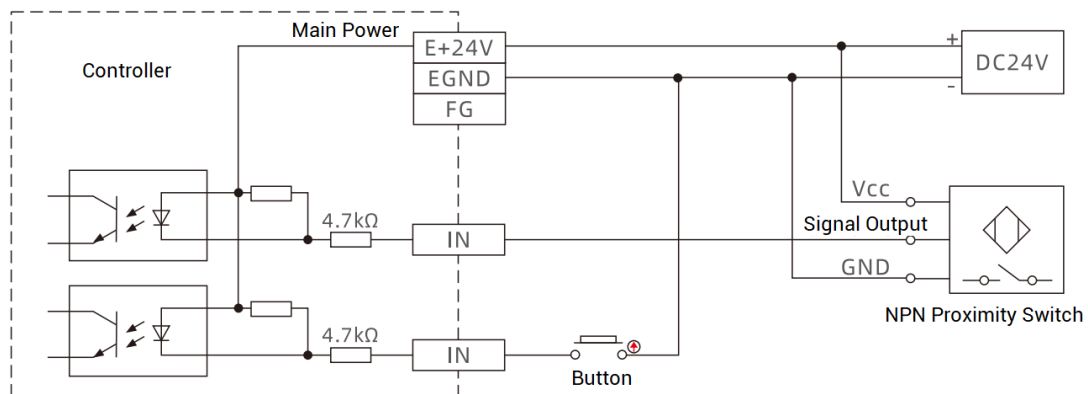 Main Power
E+24V
+
DC24V
Controller
EGND
-
FG
Vcc
4.7kΩ
IN
Signal Output
GND
NPN Proximity Switch
4.7kΩ
IN
Button